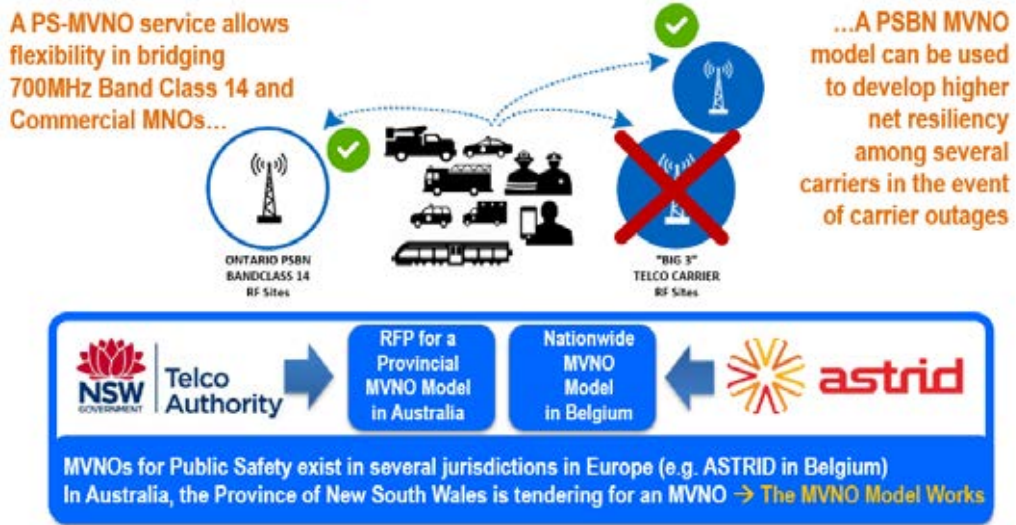 A PS-MVNO service allows
flexibility in bridging
700MHz Band Class 14 and
Commercial MNOs...
...A PSBN MVNO
model can be used
to develop higher
net resiliency
among several
carriers in the event
of carrier outages
ONTARIO PSBN
BANDCLASS 14
RF Sites
"BIG 3"
TELCO CARRIER
RF Sites
NSW
GOVERNMENT
Telco
Authority
RFP for a
Provincial
MVNO Model
in Australia
Nationwide
MVNO
Model
in Belgium
astrid
MVNOs for Public Safety exist in several jurisdictions in Europe (e.g. ASTRID in Belgium)
In Australia, the Province of New South Wales is tendering for an MVNO → The MVNO Model Works